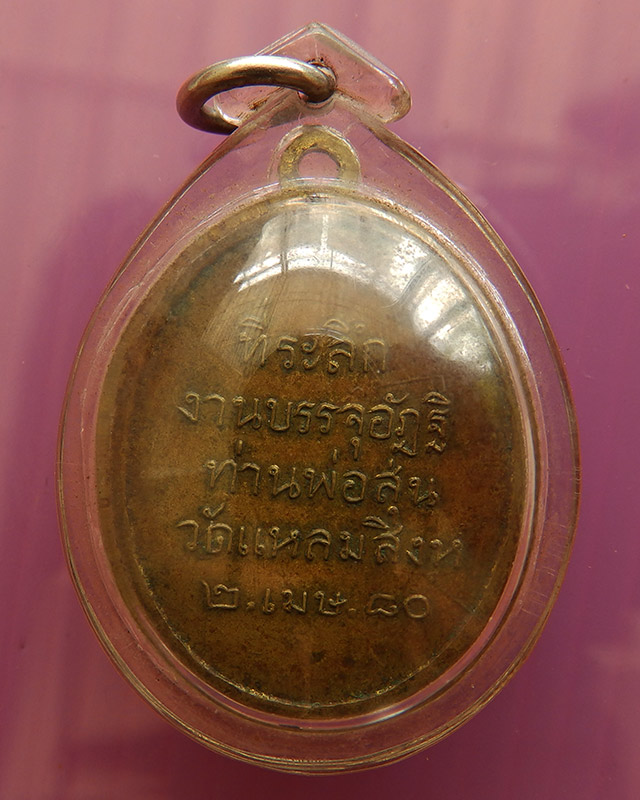 ที่ระลึก
งานบรรจุอัฏฐิ
ท่านพ่อสุ่น
วัดแหลมสิงห์
๒.เมษ.๘๐